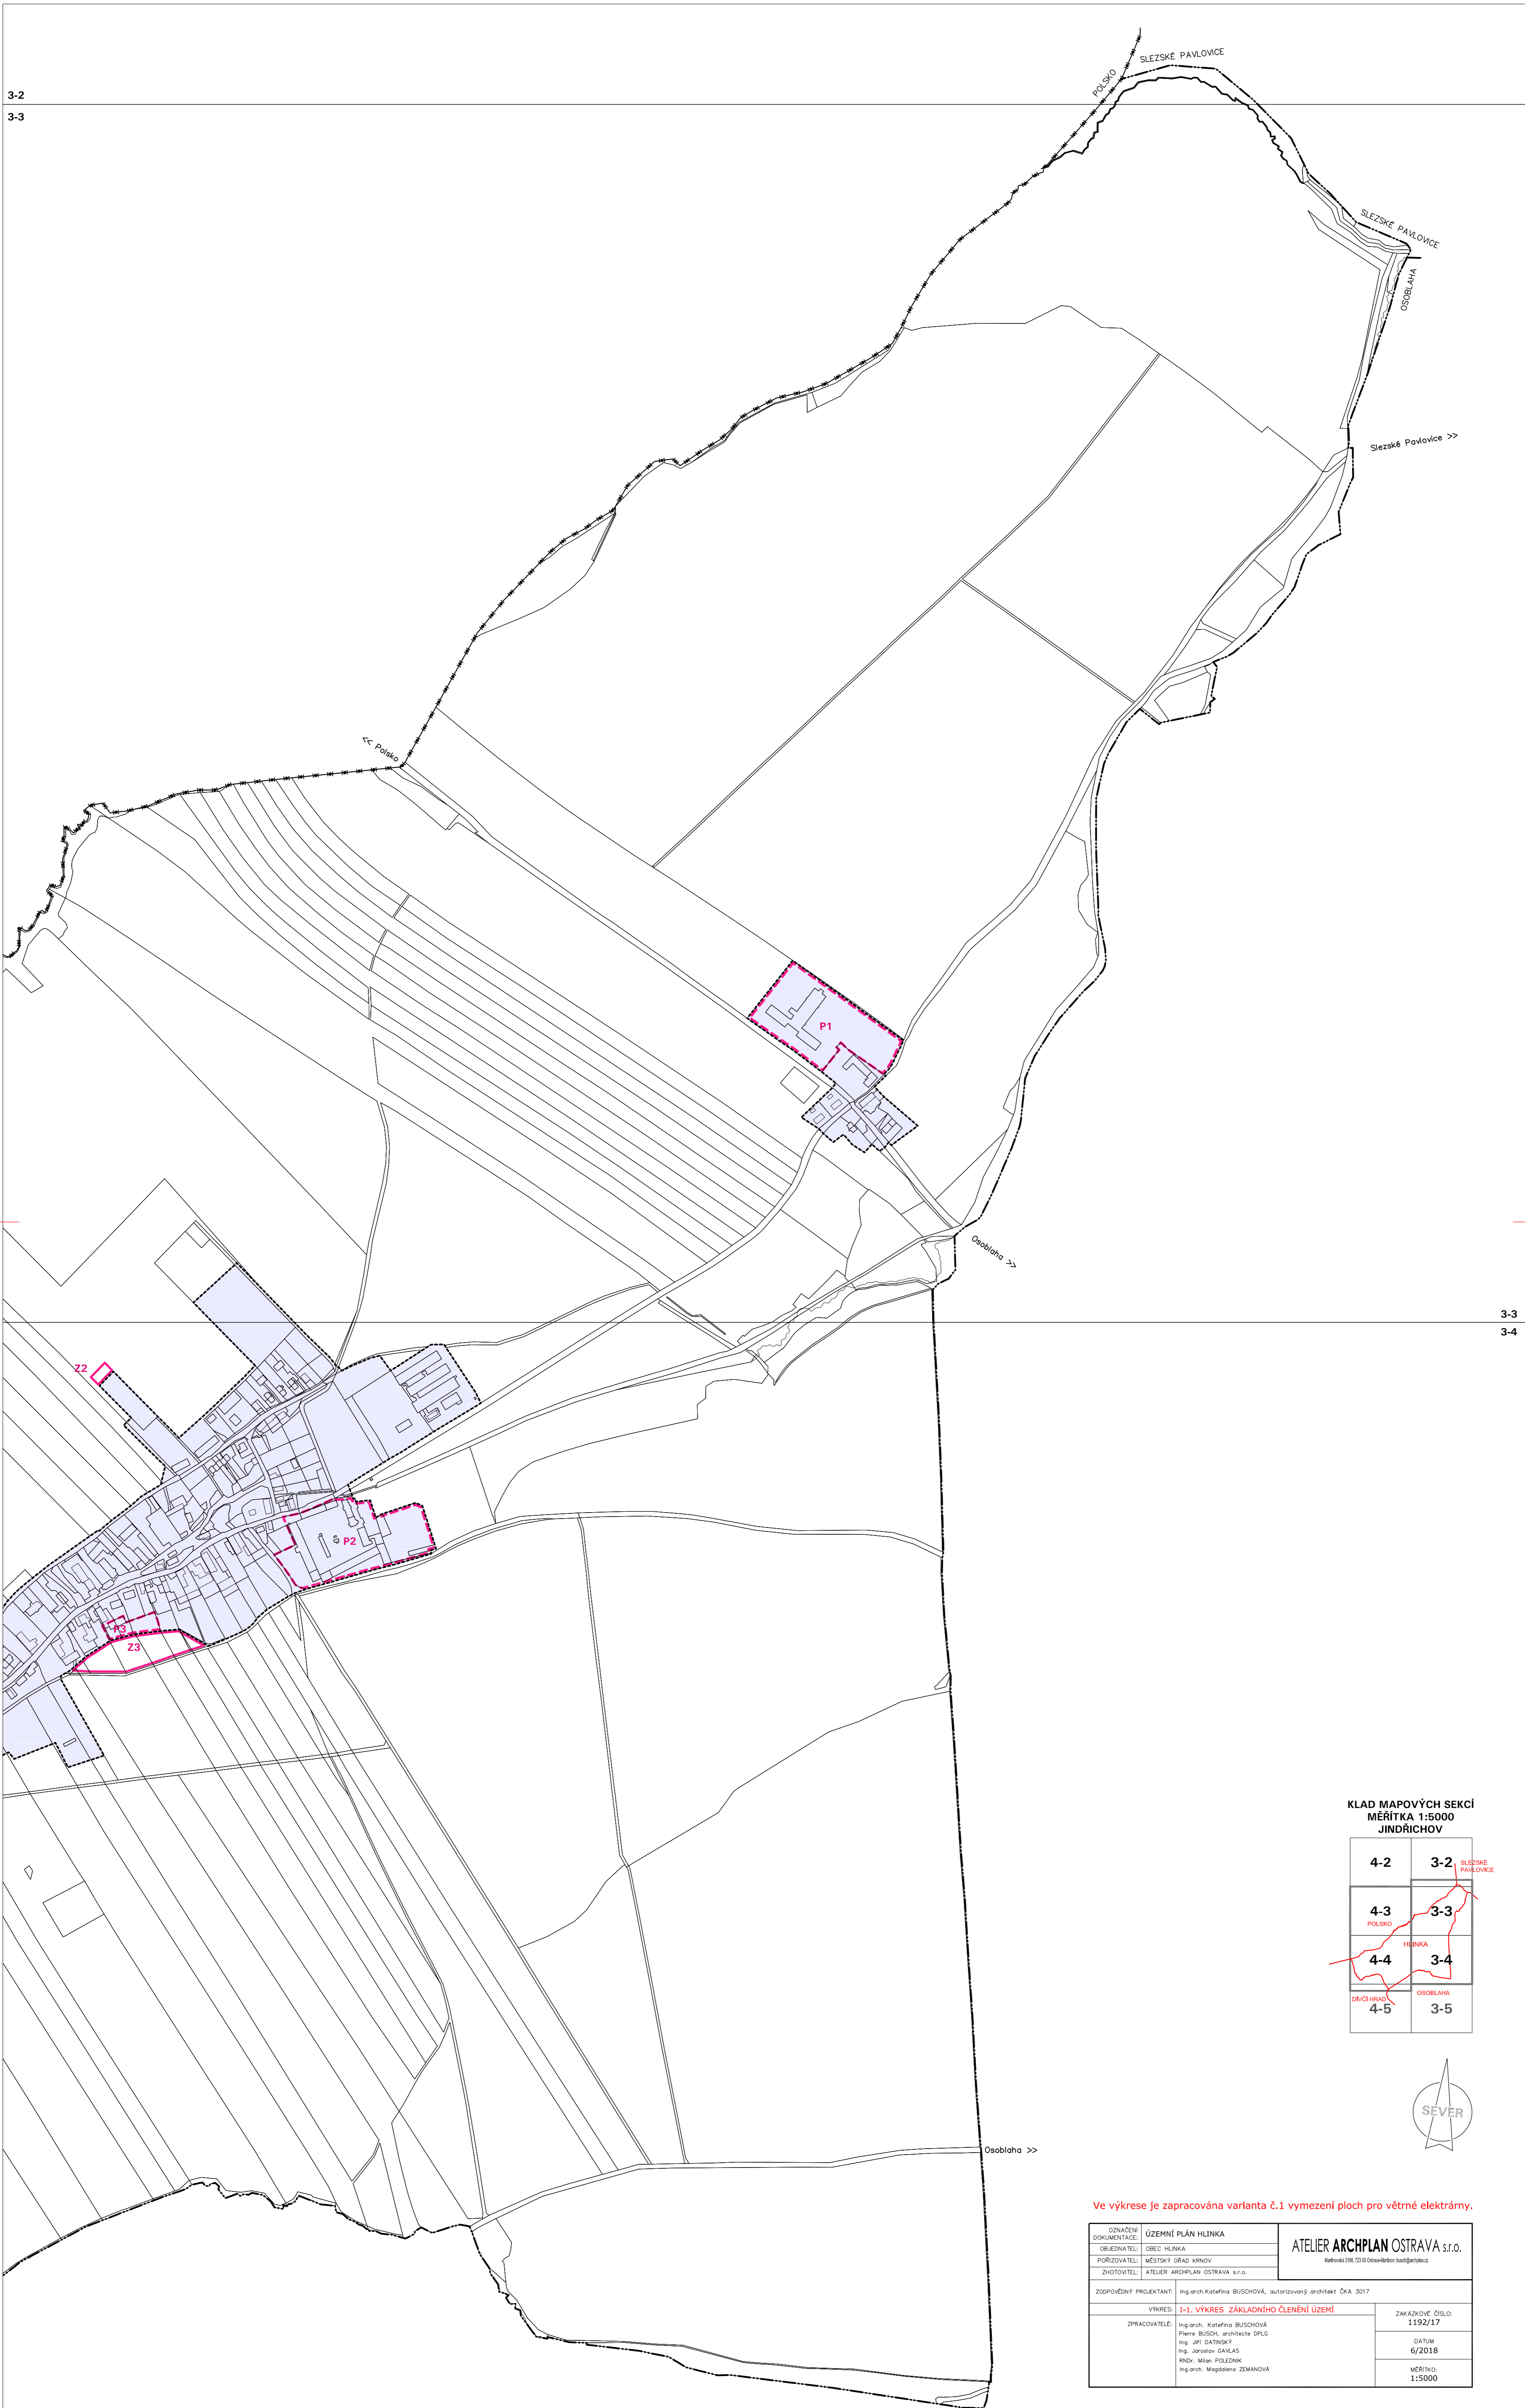 3-2
3-3
POLSKO
SLEZSKÉ PAVLOVICE
SLEZSKÉ PAVLOVICE
OSOBLAHA
Slezské Pavlovice >>
<< Polsko
P1
Osoblaha >>
3-3
3-4
Z2
P2
P3
Z3
KLAD MAPOVÝCH SEKCÍ
MĚŘÍTKA 1:5000
JINDŘICHOV
4-2
3-2
SLEZSKÉ
PAVLOVICE
4-3
3-3
POLSKO
HLINKA
4-4
3-4
DÍVČÍ HRAD
OSOBLAHA
4-5
3-5
SEVER
Osoblaha >>
Ve výkrese je zapracována varianta č.1 vymezení ploch pro větrné elektrárny.
OZNAČENÍ
DOKUMENTACE:
ÚZEMNÍ PLÁN HLINKA
ATELIER ARCHPLAN OSTRAVA s.r.o.
OBJEDNATEL:
OBEC HLINKA
POŘIZOVATEL:
MĚSTSKÝ ÚŘAD KRNOV
ZHOTOVITEL:
ATELIER ARCHPLAN OSTRAVA s.r.o.
ZODPOVĚDNÝ PROJEKTANT:
Ing.arch.Kateřina BUSCHOVÁ, autorizovaný architekt ČKA 3017
VÝKRES:
I-1. VÝKRES ZÁKLADNÍHO ČLENĚNÍ ÚZEMÍ
ZAKÁZKOVÉ ČÍSLO:
1192/17
ZPRACOVATELÉ:
Ing.arch. Kateřina BUSCHOVÁ
Pierre BUSCH, architecte DPLG
Ing. Jiří DATINSKÝ
Ing. Jaroslav GAVLAS
RNDr. Milan POLEDNIK
Ing.arch. Magdalena ZEMANOVÁ
DATUM
6/2018
MĚŘÍTKO:
1:5000